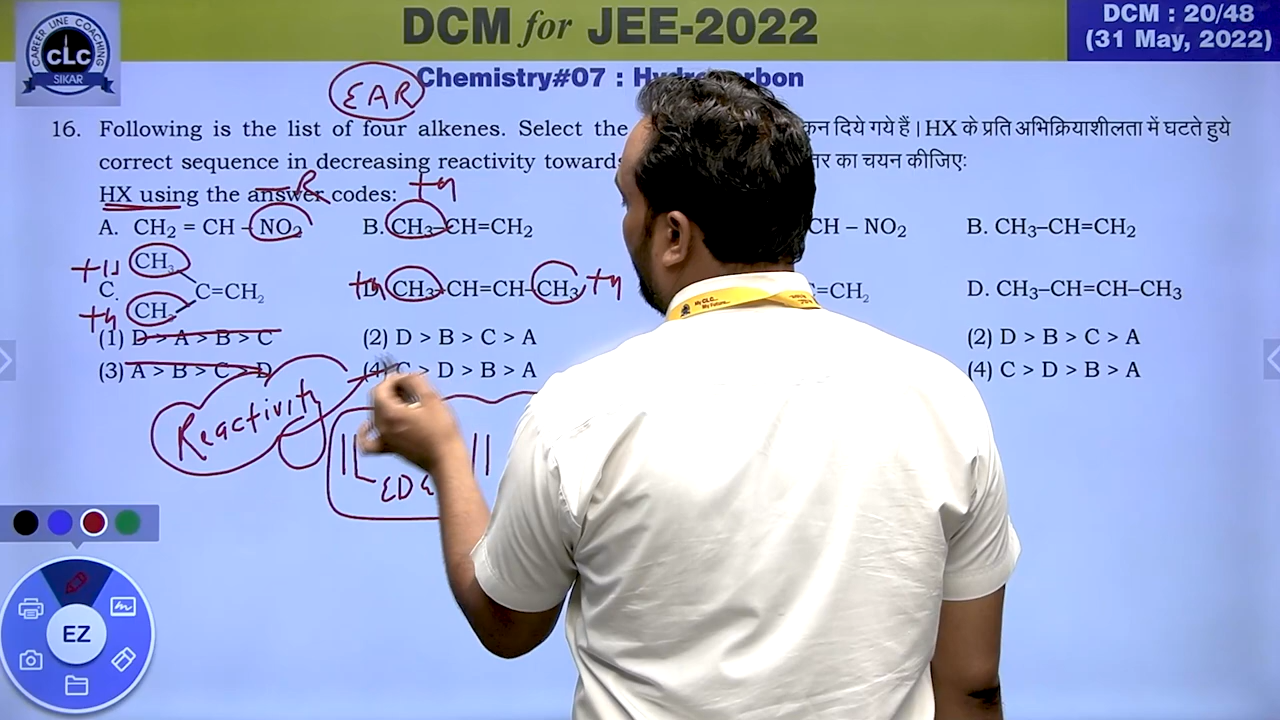 DCM for JEE-2022
DCM : 20/48
(31 May, 2022)
CAREER LINE COACHING
CLC
SIKAR
EAR
Chemistry#07 :
16. Following is the list of four alkenes. Select the
correct sequence in decreasing reactivity towards
HX using the answer codes:
दिये गये हैं। HX के प्रति अभिक्रियाशीलता में घटते हुये
का चयन कीजिए:
-R
+H
A. CH₂ = CH – NO₂
B. CH₃–CH=CH₂
CH – NO₂
B. CH₃–CH=CH₂
CH₃
C. C=CH₂
CH₃
+H
+H
D. CH₃–CH=CH–CH₃
+H
=CH₂
D. CH₃–CH=CH–CH₃
(1) D > A > B > C
(2) D > B > C > A
(2) D > B > C > A
(3) A > B > C > D
(4) C > D > B > A
(4) C > D > B > A
Reactivity
My CLC...
My Future...
EZ